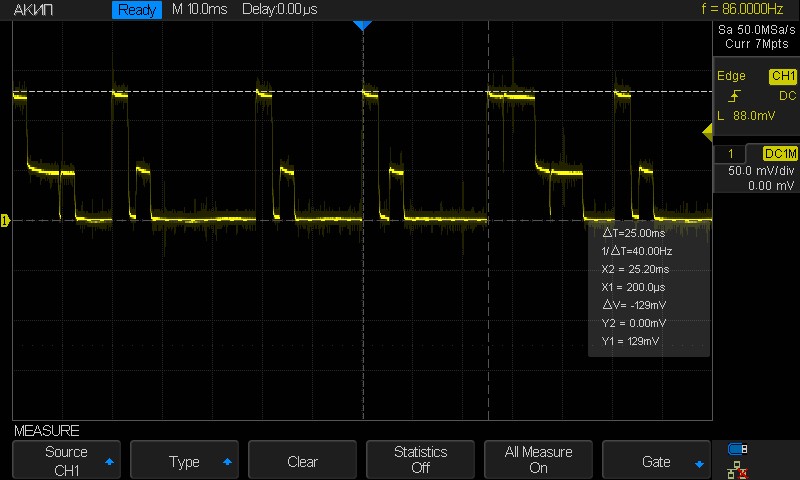 АКИП Ready M 10.0ms Delay:0.00µs f = 86.0000Hz
Sa 50.0MSa/s
Curr 7Mpts
Edge CH1
DC
L 88.0mV
1 DC1M
50.0 mV/div
0.00 mV
1
△T=25.00ms
1/△T=40.00Hz
X2 = 25.20ms
X1 = 200.0µs
△V= -129mV
Y2 = 0.00mV
Y1 = 129mV
MEASURE
Source
CH1
Type
Clear
Statistics
Off
All Measure
On
Gate